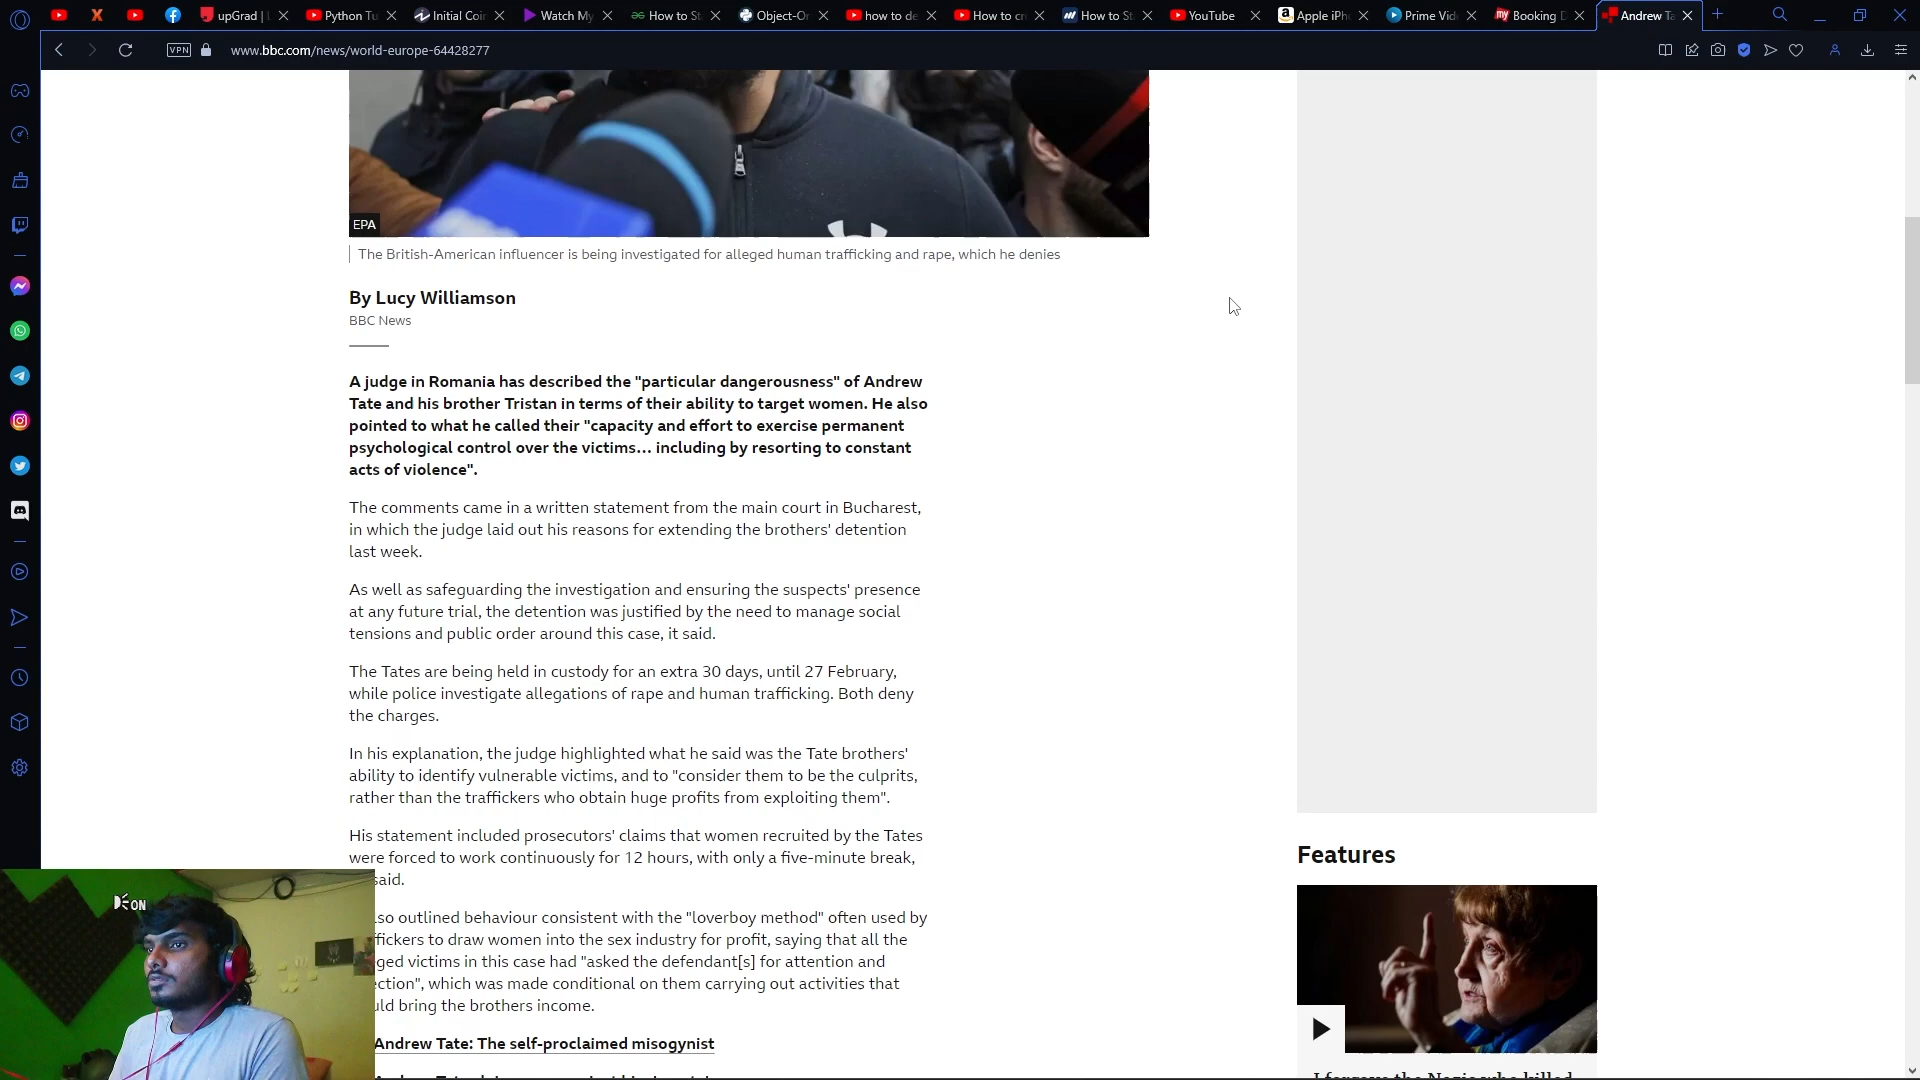 upGrad | 
Python Tu
Initial Coi
Watch My
How to St
Object-Or
how to de
How to cr
How to St
YouTube
Apple iPh
Prime Vid
my
Booking D
Andrew Ta
VPN
www.bbc.com/news/world-europe-64428277
EPA
The British-American influencer is being investigated for alleged human trafficking and rape, which he denies
By Lucy Williamson
BBC News
A judge in Romania has described the "particular dangerousness" of Andrew
Tate and his brother Tristan in terms of their ability to target women. He also
pointed to what he called their "capacity and effort to exercise permanent
psychological control over the victims... including by resorting to constant
acts of violence".
The comments came in a written statement from the main court in Bucharest,
in which the judge laid out his reasons for extending the brothers' detention
last week.
As well as safeguarding the investigation and ensuring the suspects' presence
at any future trial, the detention was justified by the need to manage social
tensions and public order around this case, it said.
The Tates are being held in custody for an extra 30 days, until 27 February,
while police investigate allegations of rape and human trafficking. Both deny
the charges.
In his explanation, the judge highlighted what he said was the Tate brothers'
ability to identify vulnerable victims, and to "consider them to be the culprits,
rather than the traffickers who obtain huge profits from exploiting them".
His statement included prosecutors' claims that women recruited by the Tates
were forced to work continuously for 12 hours, with only a five-minute break,
said.
lso outlined behaviour consistent with the "loverboy method" often used by
ffickers to draw women into the sex industry for profit, saying that all the
ged victims in this case had "asked the defendant[s] for attention and
ection", which was made conditional on them carrying out activities that
uld bring the brothers income.
Andrew Tate: The self-proclaimed misogynist
ON
Features
I forgave the Nazis who killed